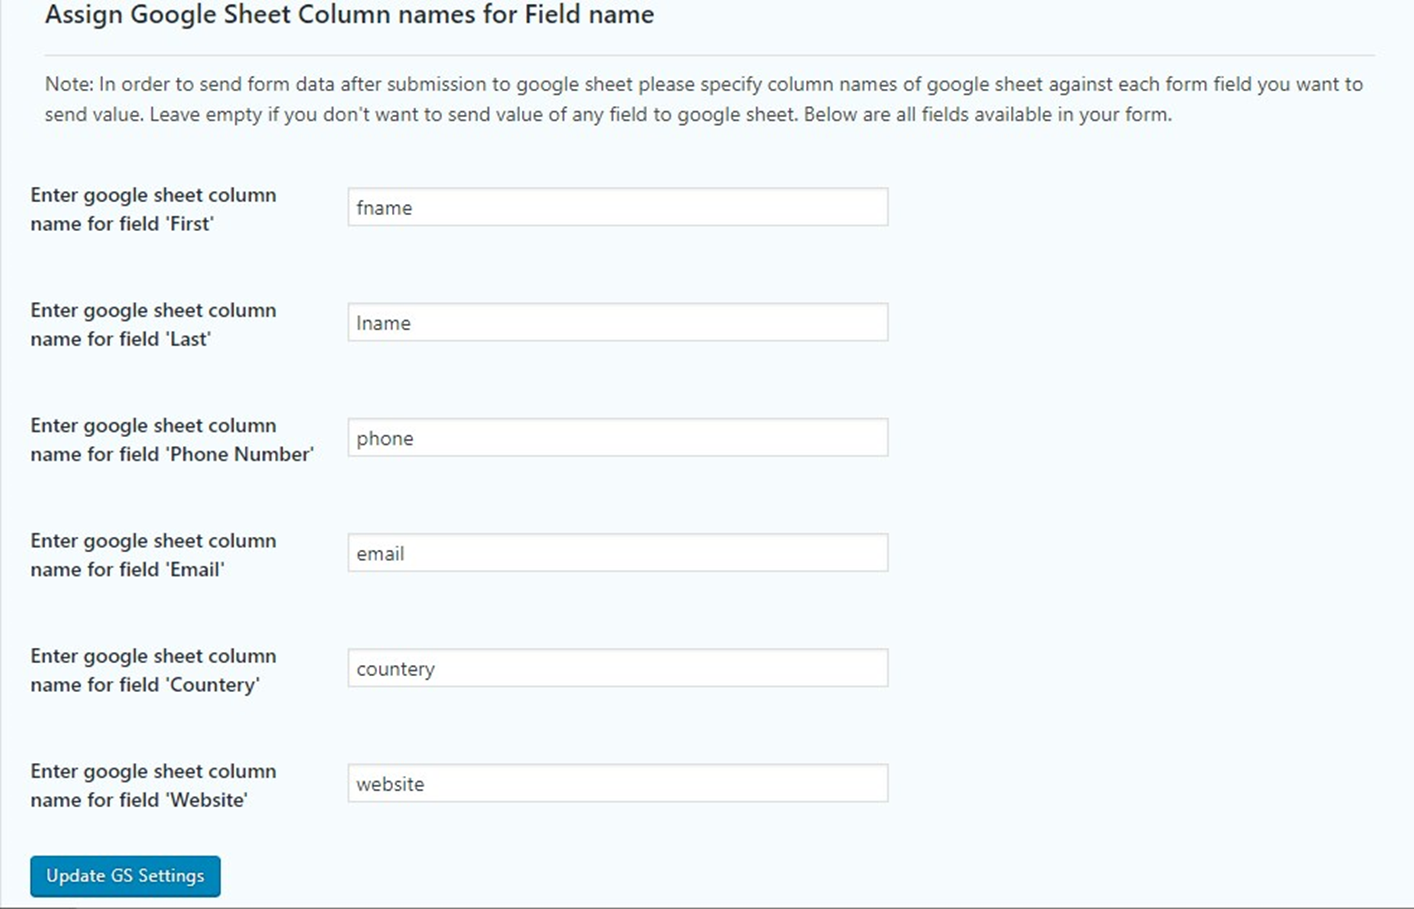 Assign Google Sheet Column names for Field name
Note: In order to send form data after submission to google sheet please specify column names of google sheet against each form field you want to
send value. Leave empty if you don't want to send value of any field to google sheet. Below are all fields available in your form.
Enter google sheet column
name for field 'First'
fname
Enter google sheet column
name for field 'Last'
lname
Enter google sheet column
name for field 'Phone Number'
phone
Enter google sheet column
name for field 'Email'
email
Enter google sheet column
name for field 'Countery'
countery
Enter google sheet column
name for field 'Website'
website
Update GS Settings